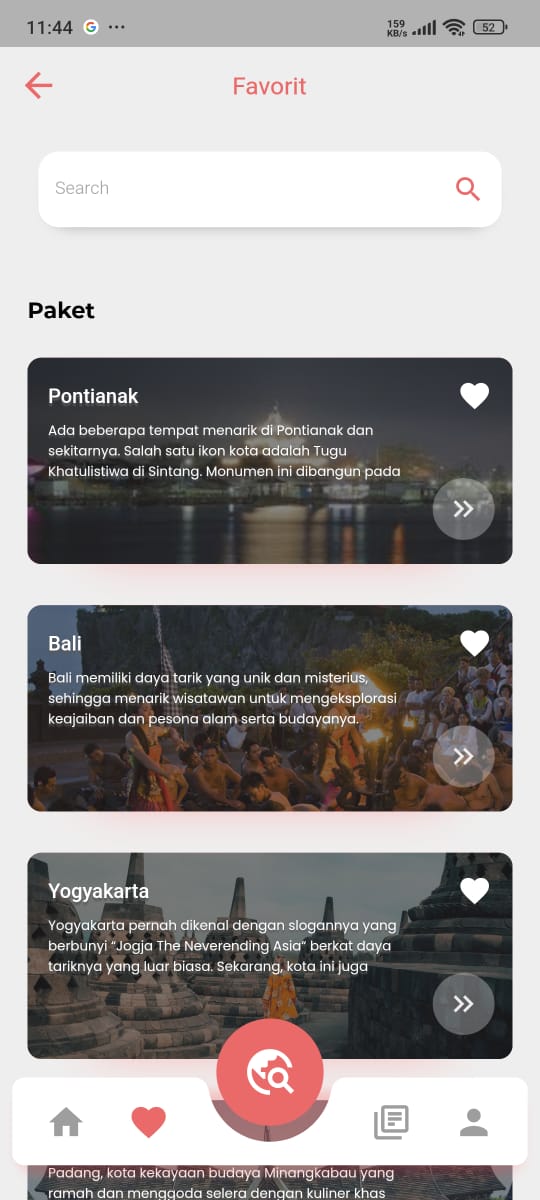 11:44
159
KB/s
52
Favorit
Search
Paket
Pontianak
Ada beberapa tempat menarik di Pontianak dan
sekitarnya. Salah satu ikon kota adalah Tugu
Khatulistiwa di Sintang. Monumen ini dibangun pada
Bali
Bali memiliki daya tarik yang unik dan misterius,
sehingga menarik wisatawan untuk mengeksplorasi
keajaiban dan pesona alam serta budayanya.
Yogyakarta
Yogyakarta pernah dikenal dengan slogannya yang
berbunyi “Jogja The Neverending Asia” berkat daya
tariknya yang luar biasa. Sekarang, kota ini juga
Padang, kota kekayaan budaya Minangkabau yang
ramah dan menggoda selera dengan kuliner khas